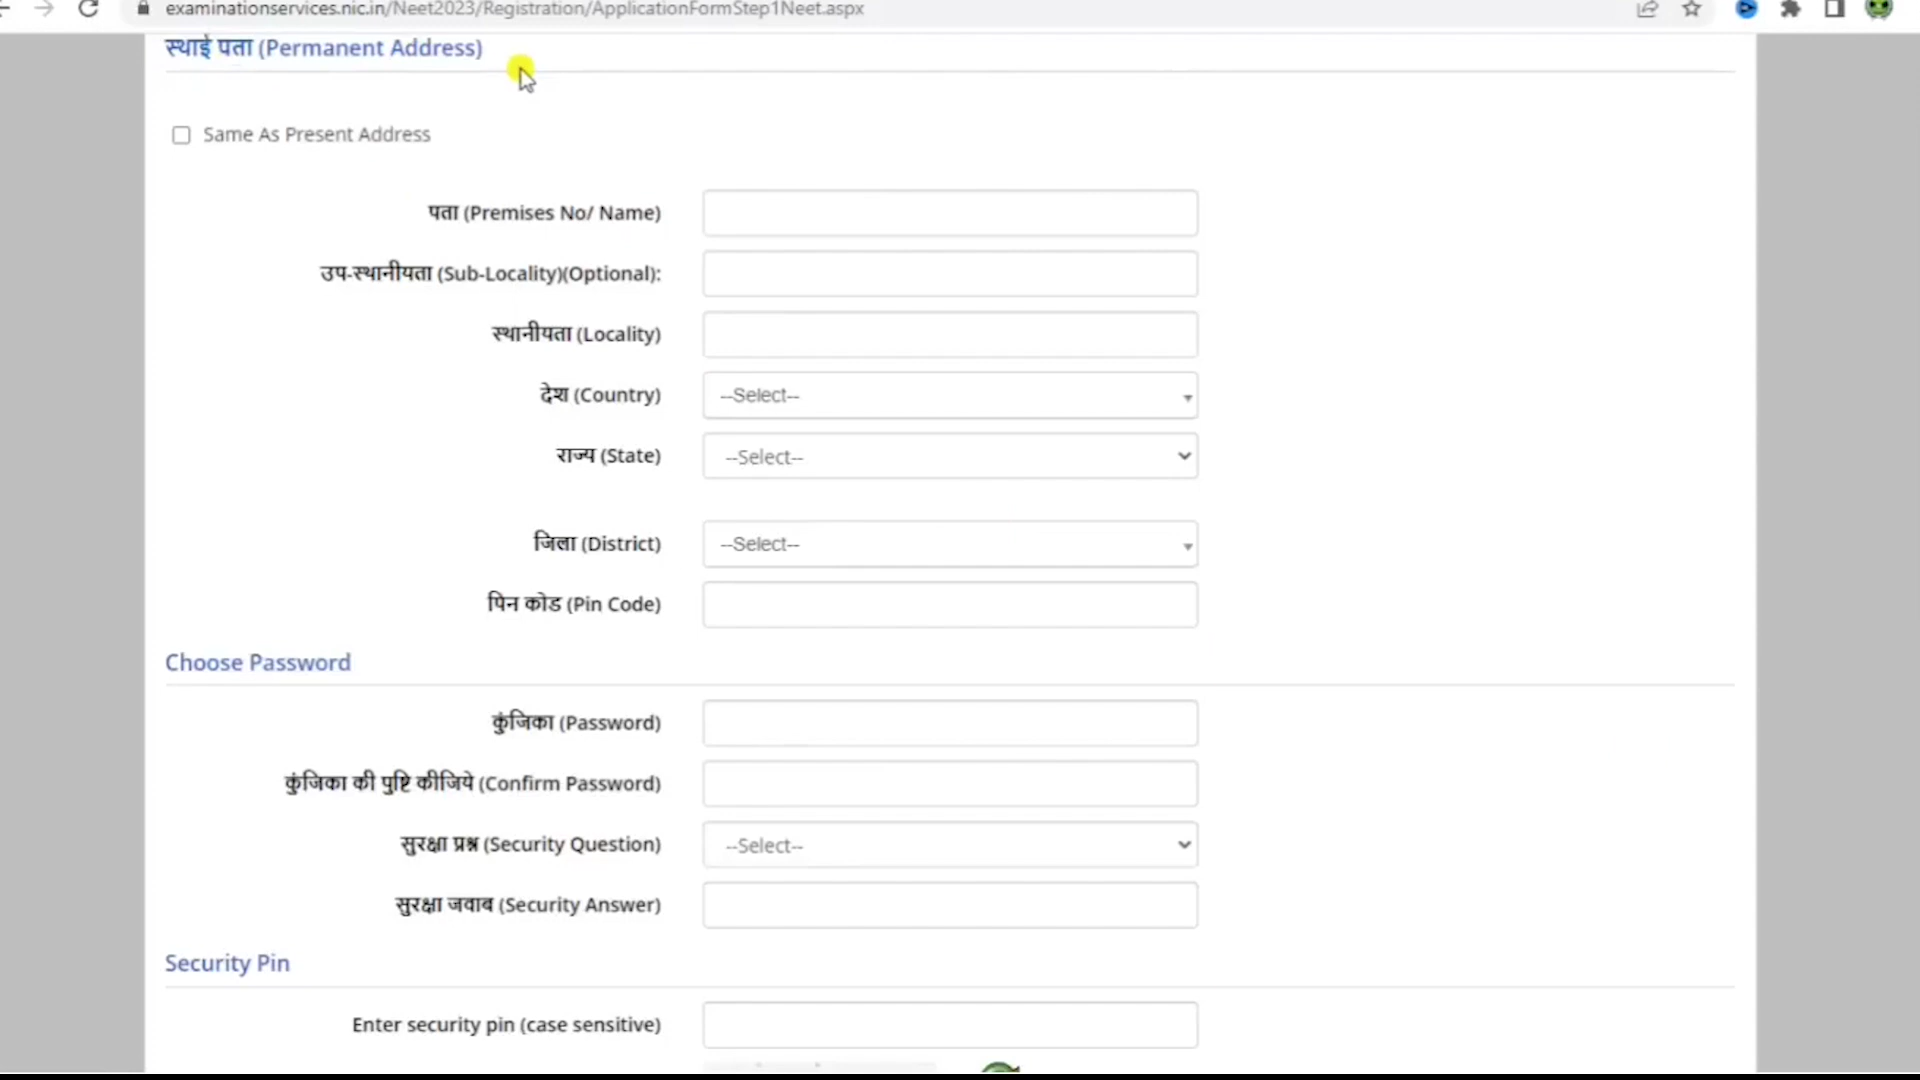 examinationservices.nic.in/Neet2023/Registration/ApplicationFormStep1Neet.aspx
स्थाई पता (Permanent Address)
Same As Present Address
पता (Premises No/ Name)
उप-स्थानीयता (Sub-Locality)(Optional):
स्थानीयता (Locality)
देश (Country) --Select--
राज्य (State) --Select--
जिला (District) --Select--
पिन कोड (Pin Code)
Choose Password
कुंजिका (Password)
कुंजिका की पुष्टि कीजिये (Confirm Password)
सुरक्षा प्रश्न (Security Question) --Select--
सुरक्षा जवाब (Security Answer)
Security Pin
Enter security pin (case sensitive)